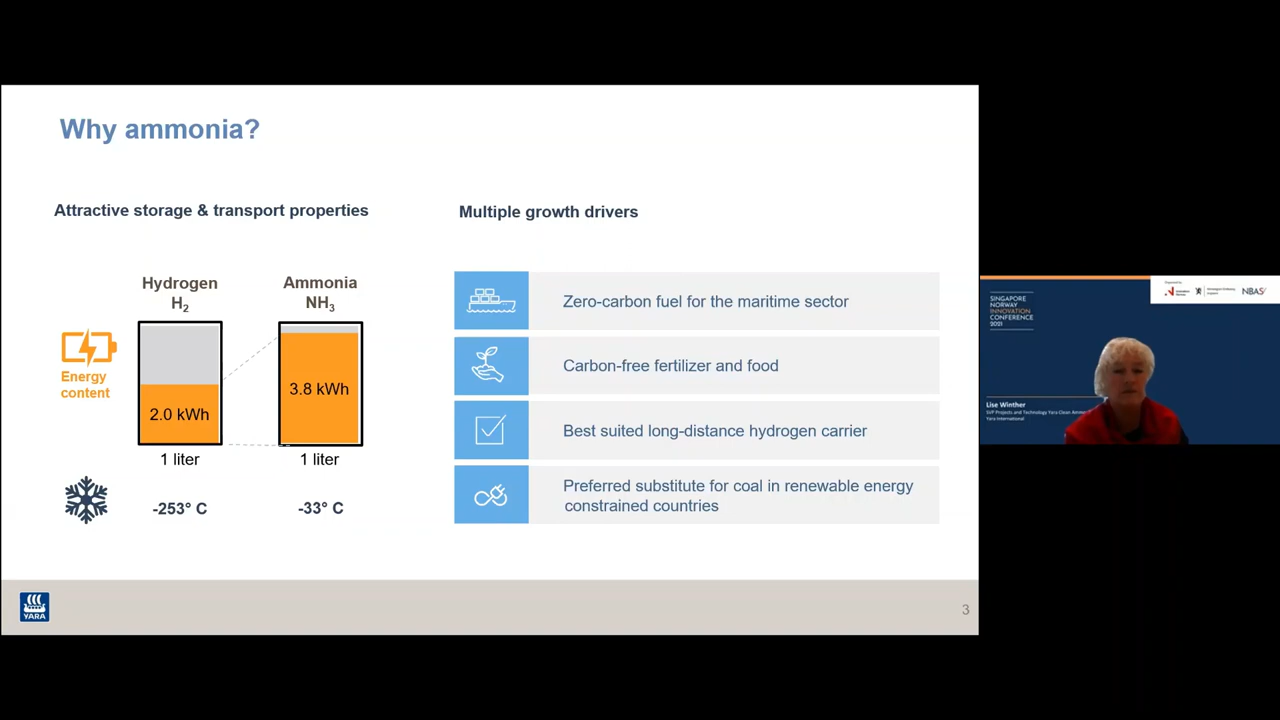 Why ammonia?
Attractive storage & transport properties
Hydrogen
H2
Ammonia
NH3
Energy
content
2.0 kWh
3.8 kWh
1 liter
1 liter
-253° C
-33° C
Multiple growth drivers
Zero-carbon fuel for the maritime sector
Carbon-free fertilizer and food
Best suited long-distance hydrogen carrier
Preferred substitute for coal in renewable energy
constrained countries
YARA
3
SINGAPORE
NORWAY
INNOVATION
CONFERENCE
2021
NBAS
Lise Winther
SVP Projects and Technology Yara Clean
Yara International